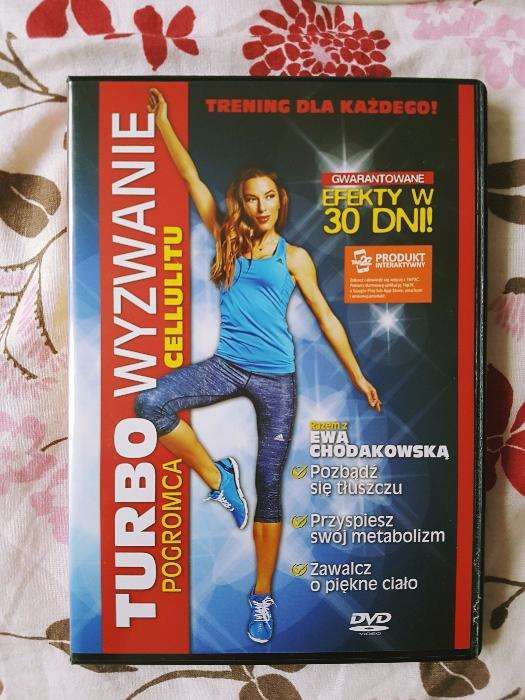 TRENING DLA KAŻDEGO!
TURBO WYZWANIE
POGROMCA CELLULITU
GWARANTOWANE
EFEKTY W
30 DNI!
PRODUKT
INTERAKTYWNY
Razem z
EWĄ
CHODAKOWSKĄ
Pozbądź
się tłuszczu
Przyspiesz
swój metabolizm
Zawalcz
o piękne ciało
DVD
VIDEO
adidas